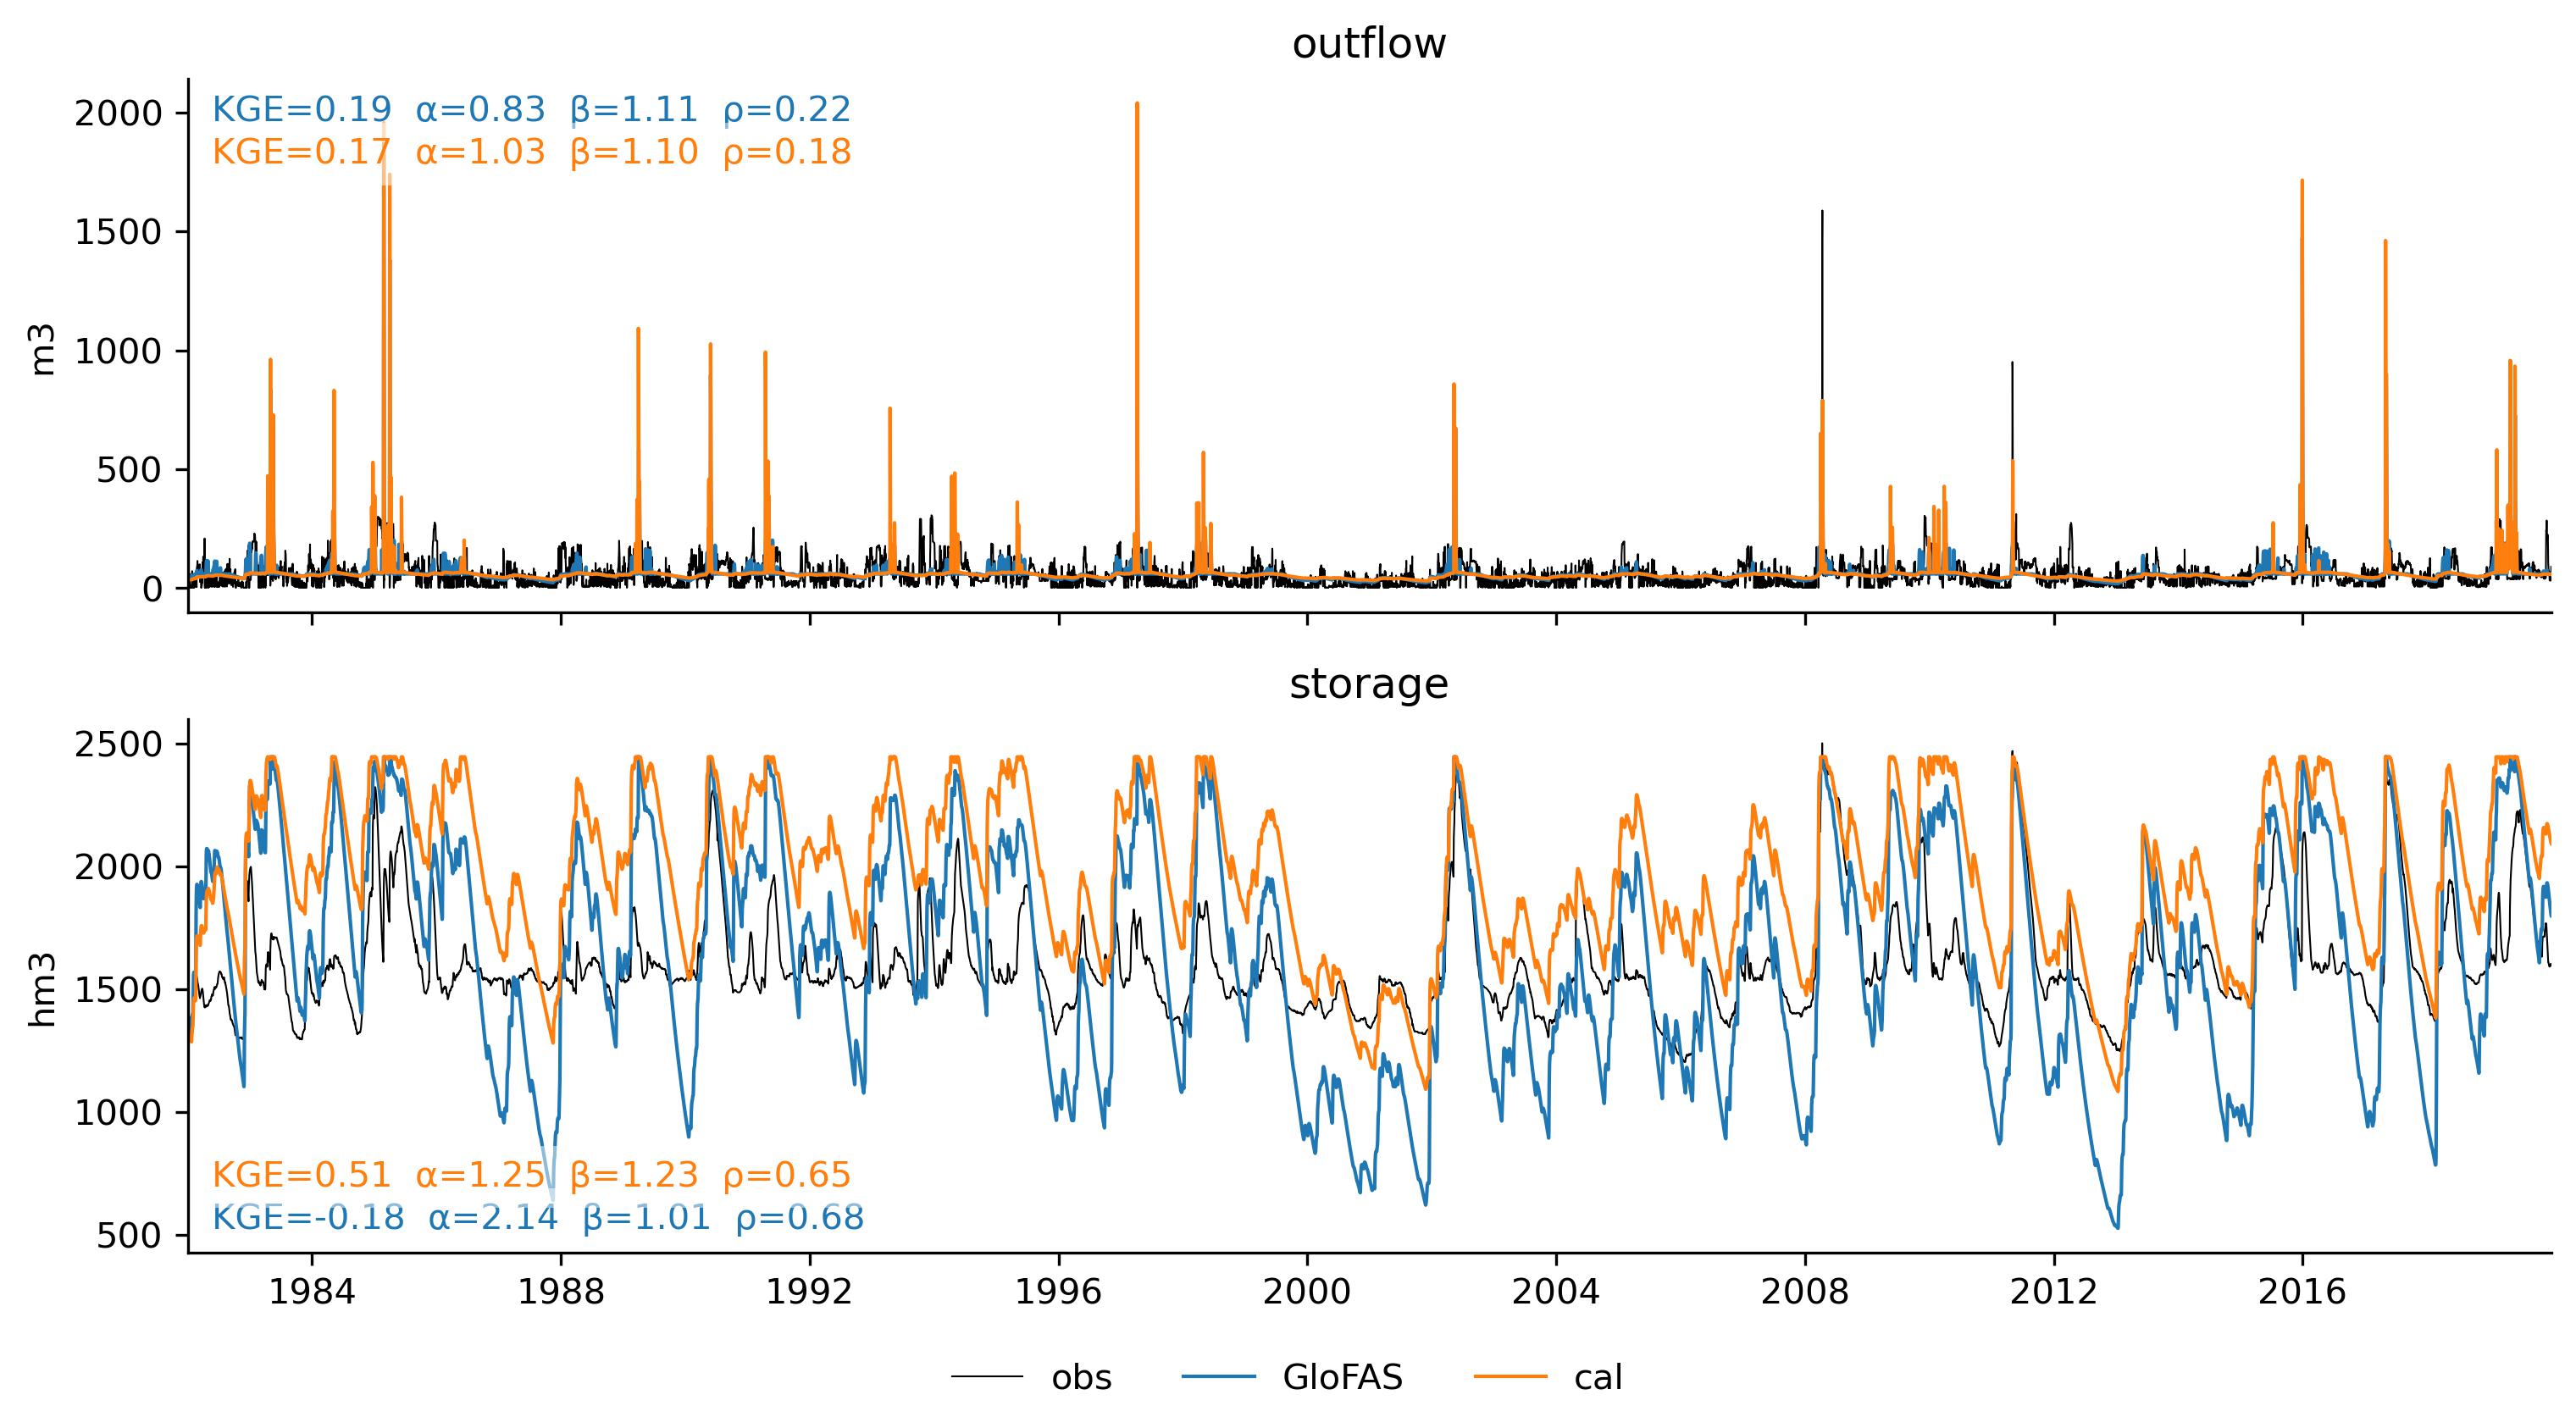 outflow
KGE=0.19 α=0.83 β=1.11 ρ=0.22
KGE=0.17 α=1.03 β=1.10 ρ=0.18
2000
1500
1000
500
0
m3
storage
2500
2000
1500
1000
500
hm3
KGE=0.51 α=1.25 β=1.23 ρ=0.65
KGE=-0.18 α=2.14 β=1.01 ρ=0.68
1984 1988 1992 1996 2000 2004 2008 2012 2016
obs GloFAS cal